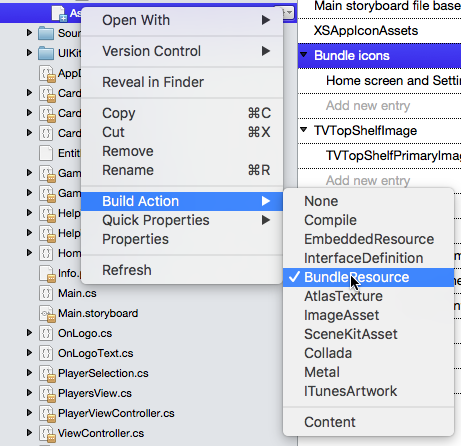 As
Sour
UIKit
AppD
Card
Card
Card
Entit
Gam
Gam
Help
Help
Hom
Info.p
Main.cs
Main.storyboard
OnLogo.cs
OnLogoText.cs
PlayerSelection.cs
PlayersView.cs
PlayerViewController.cs
ViewController.cs
Open With
Version Control
Reveal in Finder
Copy ⌘C
Cut ⌘X
Remove
Rename ⌘R
Build Action
Quick Properties
Properties
Refresh
None
Compile
EmbeddedResource
InterfaceDefinition
✓ BundleResource
AtlasTexture
ImageAsset
SceneKitAsset
Collada
Metal
ITunesArtwork
Content
Main storyboard file base
XSAppIconAssets
Bundle icons
Home screen and Setti
Add new entry
TVTopShelfImage
TVTopShelfPrimaryImag
Add new entry